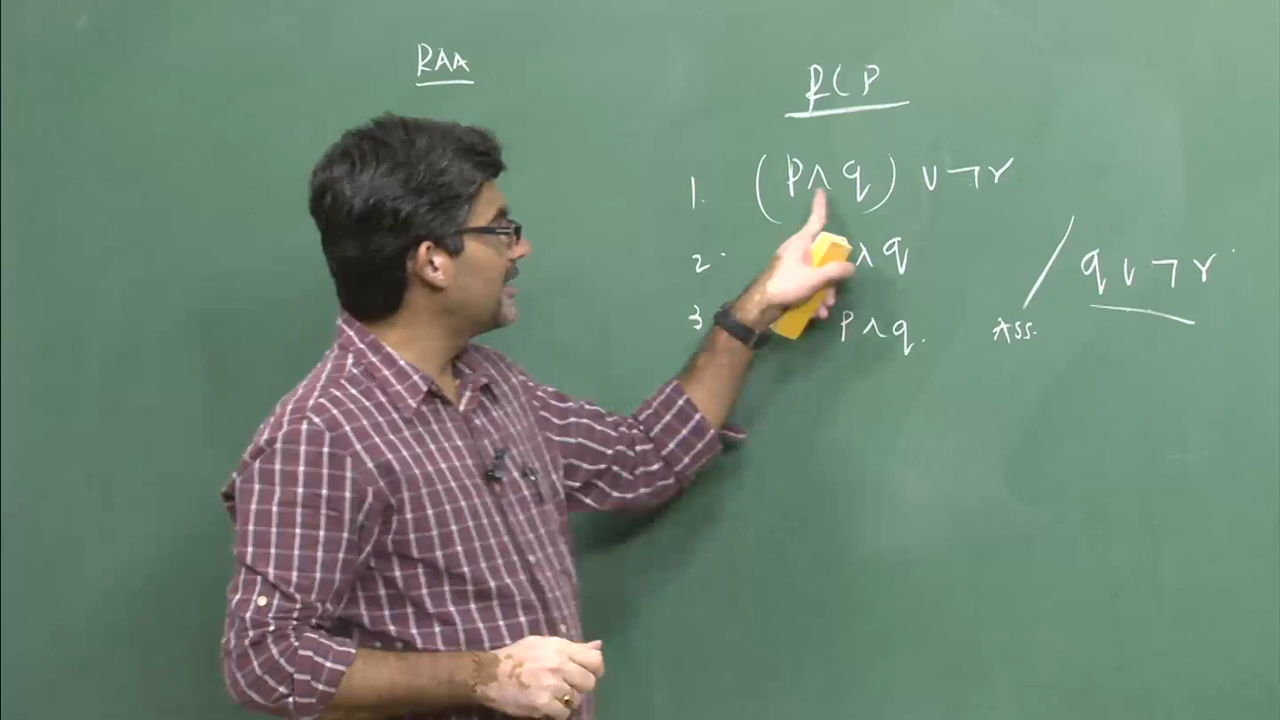 RAA
RCP
1. (P∧q) ∨ ¬r
2. ∧ q / q ∨ ¬r
3 P∧q. Ass.